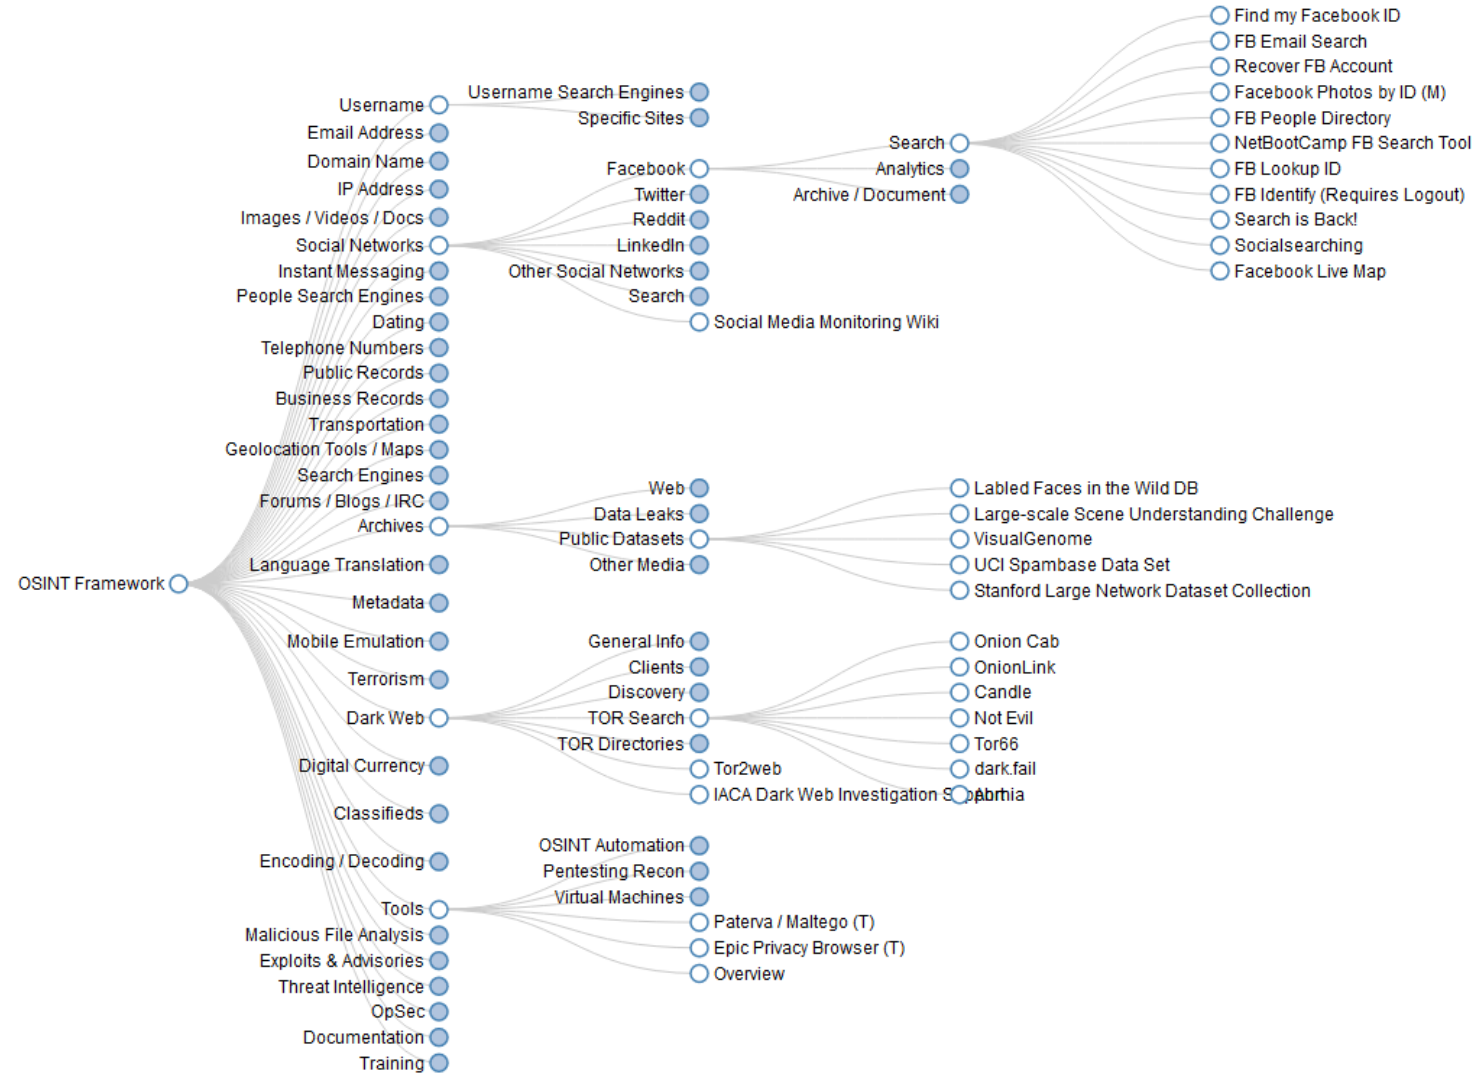 OSINT Framework
Username
Username Search Engines
Specific Sites
Email Address
Domain Name
IP Address
Images / Videos / Docs
Social Networks
Facebook
Search
Find my Facebook ID
FB Email Search
Recover FB Account
Facebook Photos by ID (M)
FB People Directory
NetBootCamp FB Search Tool
FB Lookup ID
FB Identify (Requires Logout)
Search is Back!
Socialsearching
Facebook Live Map
Analytics
Archive / Document
Twitter
Reddit
LinkedIn
Other Social Networks
Search
Social Media Monitoring Wiki
Instant Messaging
People Search Engines
Dating
Telephone Numbers
Public Records
Business Records
Transportation
Geolocation Tools / Maps
Search Engines
Forums / Blogs / IRC
Archives
Web
Data Leaks
Public Datasets
Labled Faces in the Wild DB
Large-scale Scene Understanding Challenge
VisualGenome
UCI Spambase Data Set
Stanford Large Network Dataset Collection
Other Media
Language Translation
Metadata
Mobile Emulation
Terrorism
Dark Web
General Info
Clients
Discovery
TOR Search
Onion Cab
OnionLink
Candle
Not Evil
Tor66
dark.fail
Ahmia
TOR Directories
Tor2web
IACA Dark Web Investigation Support
Digital Currency
Classifieds
Encoding / Decoding
Tools
OSINT Automation
Pentesting Recon
Virtual Machines
Paterva / Maltego (T)
Epic Privacy Browser (T)
Overview
Malicious File Analysis
Exploits & Advisories
Threat Intelligence
OpSec
Documentation
Training